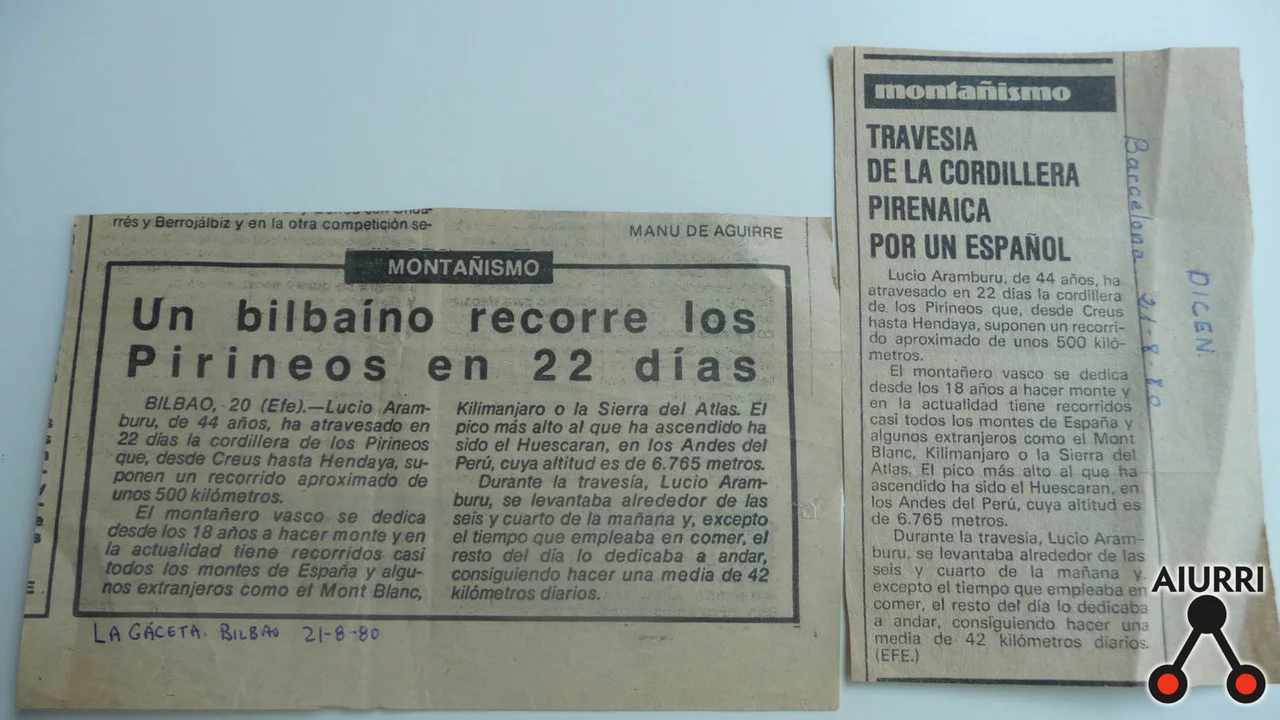 rrés y Berrojálbiz y en la otra competición se-
MANU DE AGUIRRE
MONTAÑISMO
Un bilbaíno recorre los
Pirineos en 22 días
BILBAO, 20 (Efe).—Lucio Aram-
buru, de 44 años, ha atravesado en
22 días la cordillera de los Pirineos
que, desde Creus hasta Hendaya, su-
ponen un recorrido aproximado de
unos 500 kilómetros.
El montañero vasco se dedica
desde los 18 años a hacer monte y en
la actualidad tiene recorridos casi
todos los montes de España y algu-
nos extranjeros como el Mont Blanc,
Kilimanjaro o la Sierra del Atlas. El
pico más alto al que ha ascendido ha
sido el Huescaran, en los Andes del
Perú, cuya altitud es de 6.765 metros.
Durante la travesía, Lucio Aram-
buru, se levantaba alrededor de las
seis y cuarto de la mañana y, excepto
el tiempo que empleaba en comer, el
resto del día lo dedicaba a andar,
consiguiendo hacer una media de 42
kilómetros diarios.
LA GACETA. BILBAO 21-8-80
montañismo
TRAVESIA
DE LA CORDILLERA
PIRENAICA
POR UN ESPAÑOL
Lucio Aramburu, de 44 años, ha
atravesado en 22 días la cordillera
de los Pirineos que, desde Creus
hasta Hendaya, suponen un recorri-
do aproximado de unos 500 kiló-
metros.
El montañero vasco se dedica
desde los 18 años a hacer monte y
en la actualidad tiene recorridos
casi todos los montes de España y
algunos extranjeros como el Mont
Blanc, Kilimanjaro o la Sierra del
Atlas. El pico más alto al que ha
ascendido ha sido el Huescaran, en
los Andes del Perú, cuya altitud es
de 6.765 metros.
Durante la travesía, Lucio Aram-
buru, se levantaba alrededor de las
seis y cuarto de la mañana y,
excepto el tiempo que empleaba en
comer, el resto del día lo dedicaba
a andar, consiguiendo hacer una
media de 42 kilómetros diarios.
(EFE.)
Barcelona 21-8-80
DICEN.
AIURRI